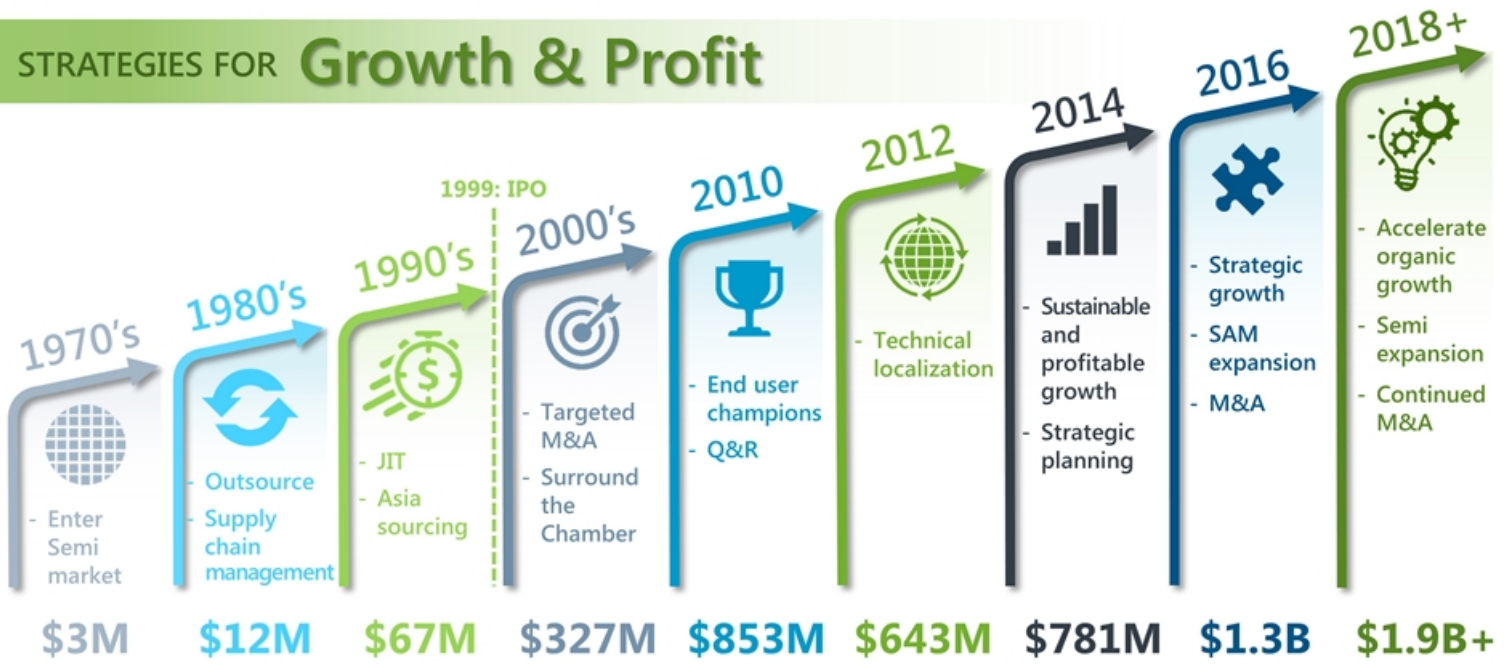 STRATEGIES FOR Growth & Profit
1970's
- Enter
Semi
market
$3M
1980's
- Outsource
- Supply
chain
management
$12M
1990's
$
- JIT
- Asia
sourcing
$67M
1999: IPO
2000's
- Targeted
M&A
- Surround
the
Chamber
$327M
2010
- End user
champions
- Q&R
$853M
2012
- Technical
localization
$643M
2014
- Sustainable
and
profitable
growth
- Strategic
planning
$781M
2016
- Strategic
growth
- SAM
expansion
- M&A
$1.3B
2018+
- Accelerate
organic
growth
- Semi
expansion
- Continued
M&A
$1.9B+